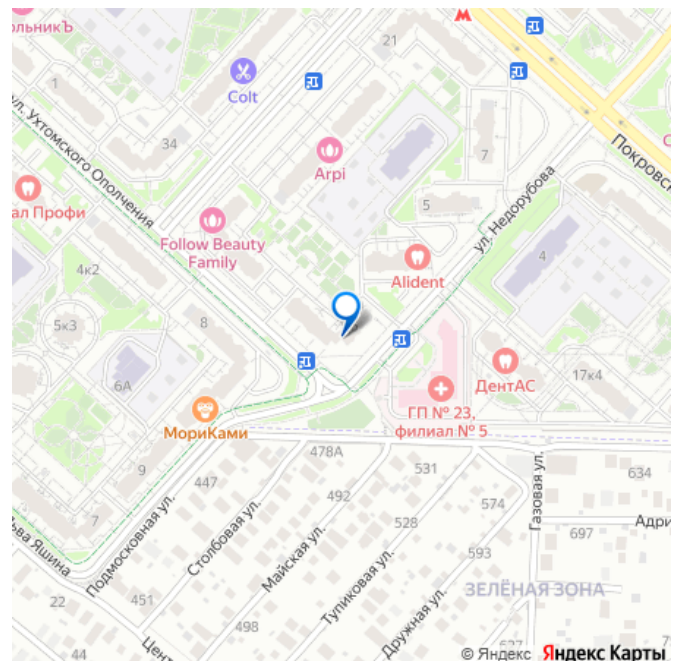 ольникЪ
21
Colt
1
ул. Ухтомского Ополчения
34
Покровс
Arpi
7
ал Профи
5
ул. Недорубова
Follow Beauty
Family
4
4к2
Alident
5к3
8
6А
ДентАС
17к4
МориКами
ГП № 23,
филиал № 5
478А
9
447
531
634
492
574
Газовая ул.
7
Подмосковная ул.
Столбовая ул.
Майская ул.
528
697
Адри
ьва Яшина
593
Тупиковая ул.
ЗЕЛЁНАЯ ЗОНА
22
451
Дружная ул.
498
44
Цент
© Яндекс Яндекс Карты